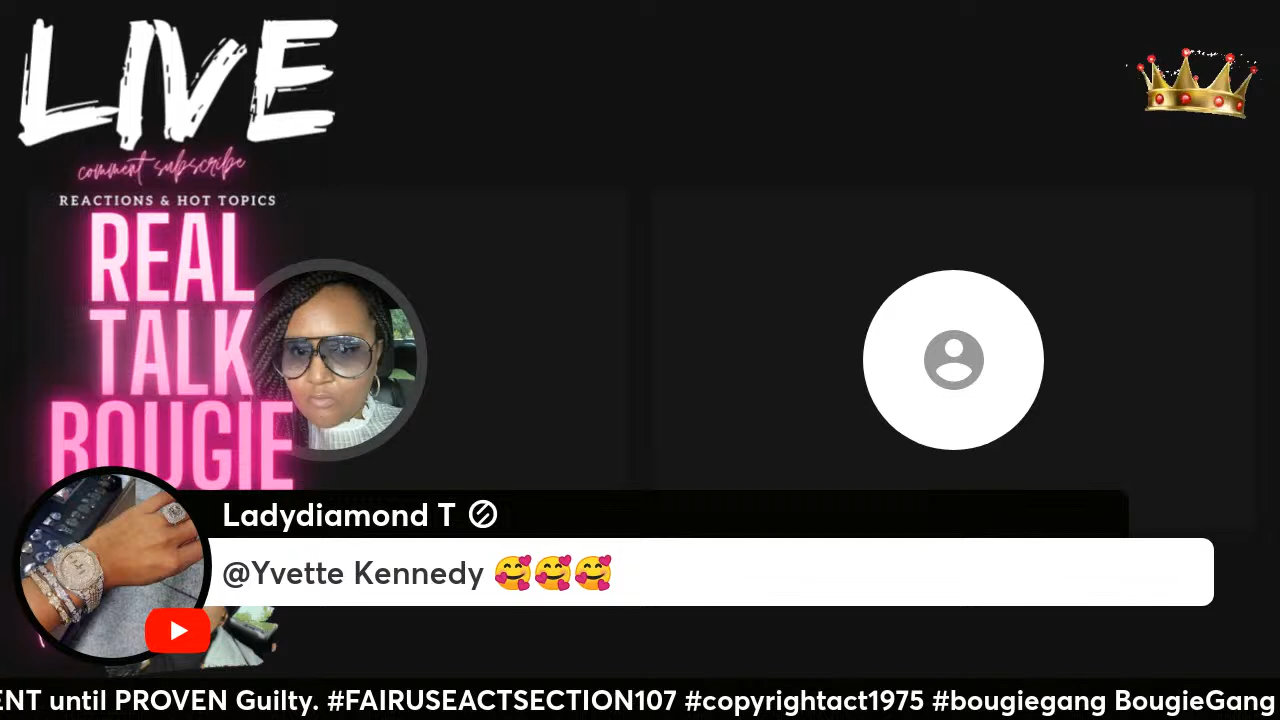 LIVE
comment subscribe
REACTIONS & HOT TOPICS
REAL
TALK
BOUGIE
Ladydiamond T
@Yvette Kennedy 🥰🥰🥰
ENT until PROVEN Guilty. #FAIRUSEACTSECTION107 #copyrightact1975 #bougiegang BougieGang